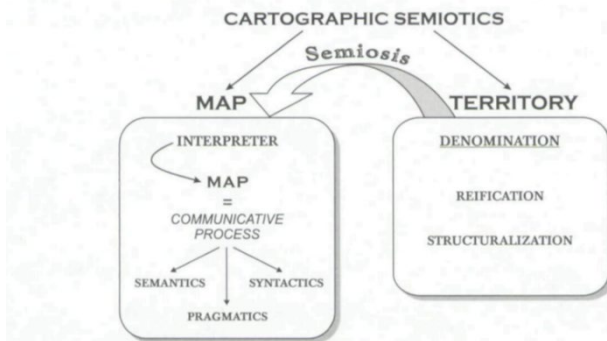 CARTOGRAPHIC SEMIOTICS
Semiosis
MAP
TERRITORY
INTERPRETER
MAP
=
COMMUNICATIVE
PROCESS
SEMANTICS
SYNTACTICS
PRAGMATICS
DENOMINATION
REIFICATION
STRUCTURALIZATION